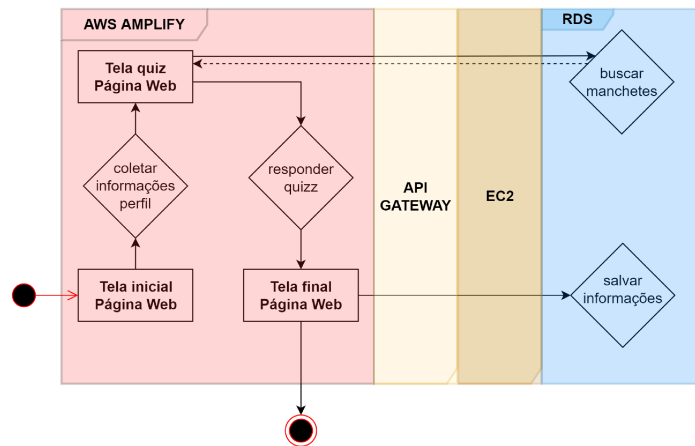 AWS AMPLIFY
RDS
Tela quiz
Página Web
buscar
manchetes
coletar
informações
perfil
responder
quizz
API
GATEWAY
EC2
Tela inicial
Página Web
Tela final
Página Web
salvar
informações